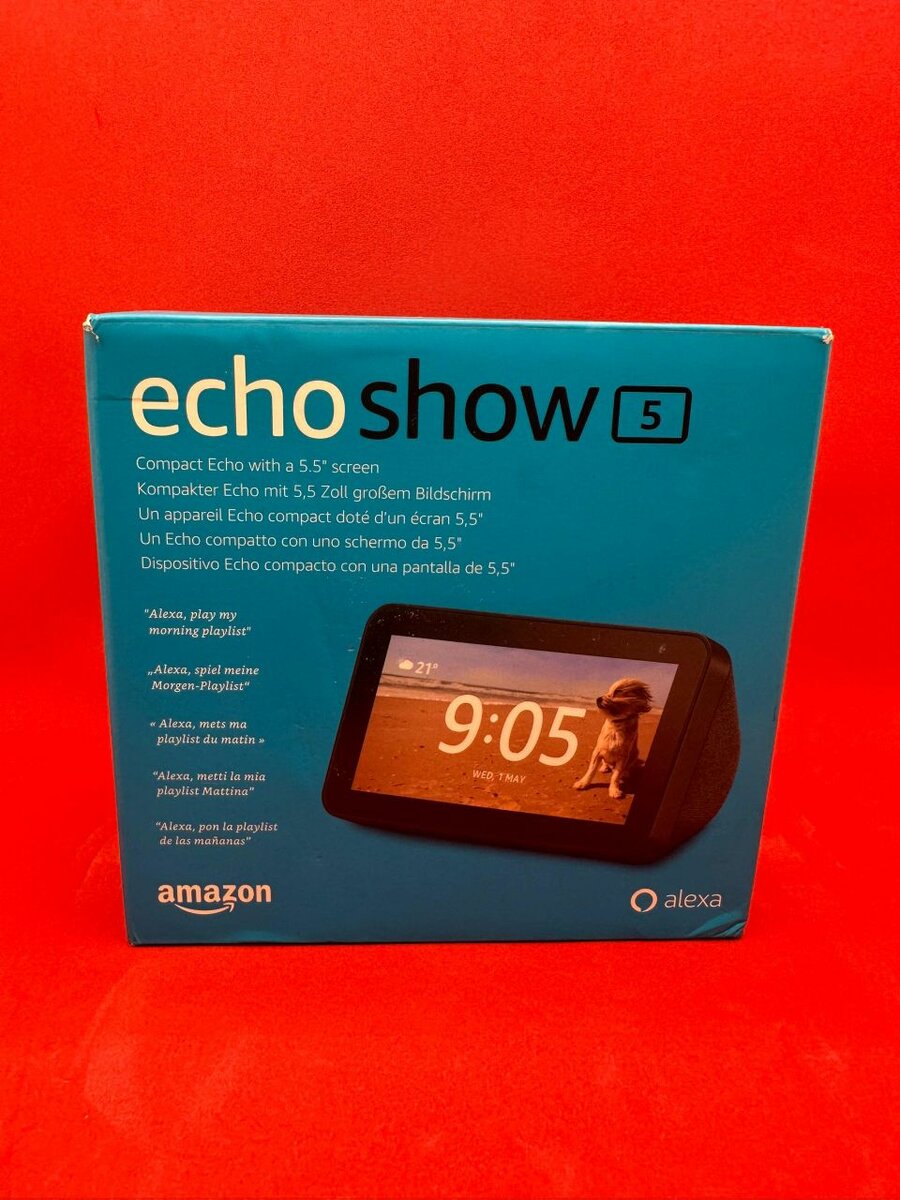 echo show 5
Compact Echo with a 5.5" screen
Kompakter Echo mit 5,5 Zoll großem Bildschirm
Un appareil Echo compact doté d'un écran 5,5"
Un Echo compatto con uno schermo da 5,5"
Dispositivo Echo compacto con una pantalla de 5,5"
"Alexa, play my
morning playlist"
„Alexa, spiel meine
Morgen-Playlist“
« Alexa, mets ma
playlist du matin »
"Alexa, metti la mia
playlist Mattina"
"Alexa, pon la playlist
de las mañanas"
21°
9:05
WED, 1 MAY
amazon
alexa